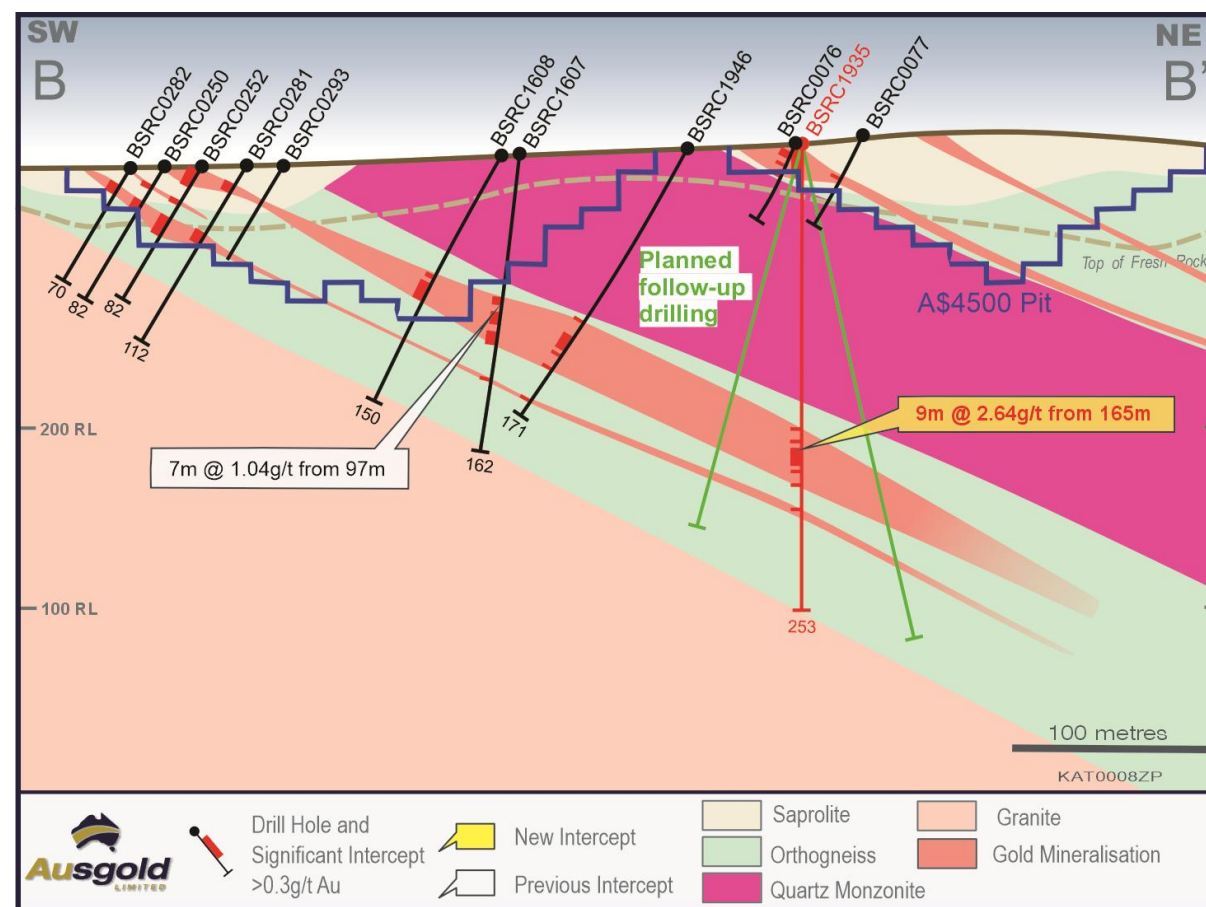 SW
B
NE
B'
BSRC0282
BSRC0250
BSRC0252
BSRC0281
BSRC0293
BSRC1608
BSRC1607
BSRC1946
BSRC0076
BSRC1935
BSRC0077
Planned
follow-up
drilling
Top of Fresh Rock
A$4500 Pit
70
82
82
112
150
162
171
253
200 RL
100 RL
9m @ 2.64g/t from 165m
7m @ 1.04g/t from 97m
100 metres
KAT0008ZP
Ausgold
LIMITED
Drill Hole and
Significant Intercept
>0.3g/t Au
New Intercept
Previous Intercept
Saprolite
Orthogneiss
Quartz Monzonite
Granite
Gold Mineralisation